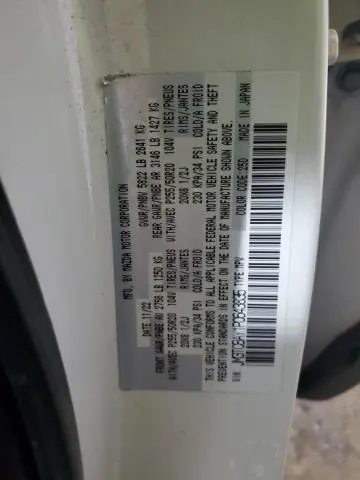 MFD. BY MAZDA MOTOR CORPORATION
DATE: 11/22 GVWR/PNBV 5822 LB 2641 KG
FRONT GAWR/PNBE AV 2756 LB 1250 KG REAR GAWR/PNBE AR 3146 LB 1427 KG
WITH/AVEC P255/50R20 104V TIRES/PNEUS WITH/AVEC P255/50R20 104V TIRES/PNEUS
20X8 1/2J RIMS/JANTES 20X8 1/2J RIMS/JANTES
230 KPA/34 PSI COLD/A FROID 230 KPA/34 PSI COLD/A FROID
THIS VEHICLE CONFORMS TO ALL APPLICABLE FEDERAL MOTOR VEHICLE SAFETY AND THEFT
PREVENTION STANDARDS IN EFFECT ON THE DATE OF MANUFACTURE SHOWN ABOVE.
MADE IN JAPAN
VIN TYPE:MPV COLOUR CODE:25D